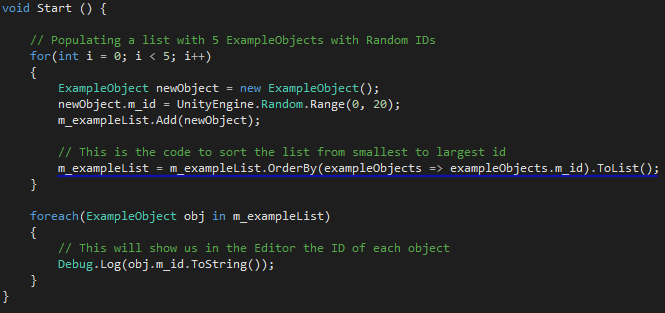 void Start () {
// Populating a list with 5 ExampleObjects with Random IDs
for(int i = 0; i < 5; i++)
{
ExampleObject newObject = new ExampleObject();
newObject.m_id = UnityEngine.Random.Range(0, 20);
m_exampleList.Add(newObject);
// This is the code to sort the list from smallest to largest id
m_exampleList = m_exampleList.OrderBy(exampleObjects => exampleObjects.m_id).ToList();
}
foreach(ExampleObject obj in m_exampleList)
{
// This will show us in the Editor the ID of each object
Debug.Log(obj.m_id.ToString());
}
}